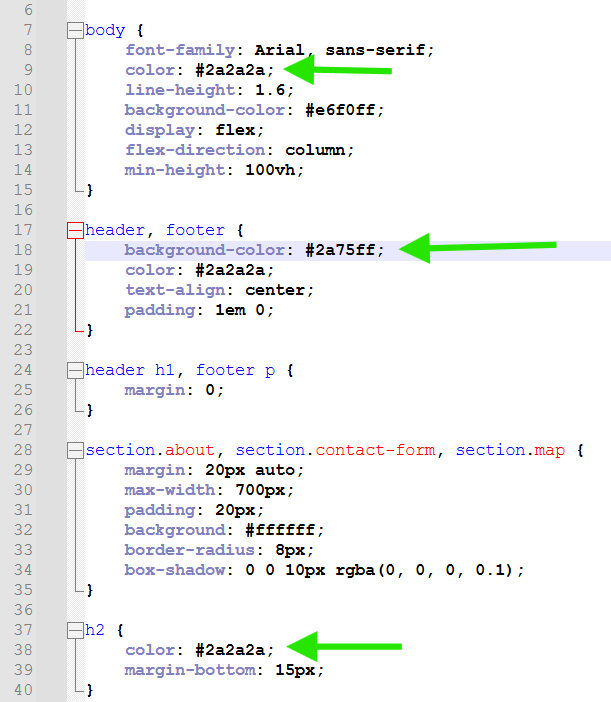 6
7 body {
8 font-family: Arial, sans-serif;
9 color: #2a2a2a;
10 line-height: 1.6;
11 background-color: #e6f0ff;
12 display: flex;
13 flex-direction: column;
14 min-height: 100vh;
15 }
16
17 header, footer {
18 background-color: #2a75ff;
19 color: #2a2a2a;
20 text-align: center;
21 padding: 1em 0;
22 }
23
24 header h1, footer p {
25 margin: 0;
26 }
27
28 section.about, section.contact-form, section.map {
29 margin: 20px auto;
30 max-width: 700px;
31 padding: 20px;
32 background: #ffffff;
33 border-radius: 8px;
34 box-shadow: 0 0 10px rgba(0, 0, 0, 0.1);
35 }
36
37 h2 {
38 color: #2a2a2a;
39 margin-bottom: 15px;
40 }